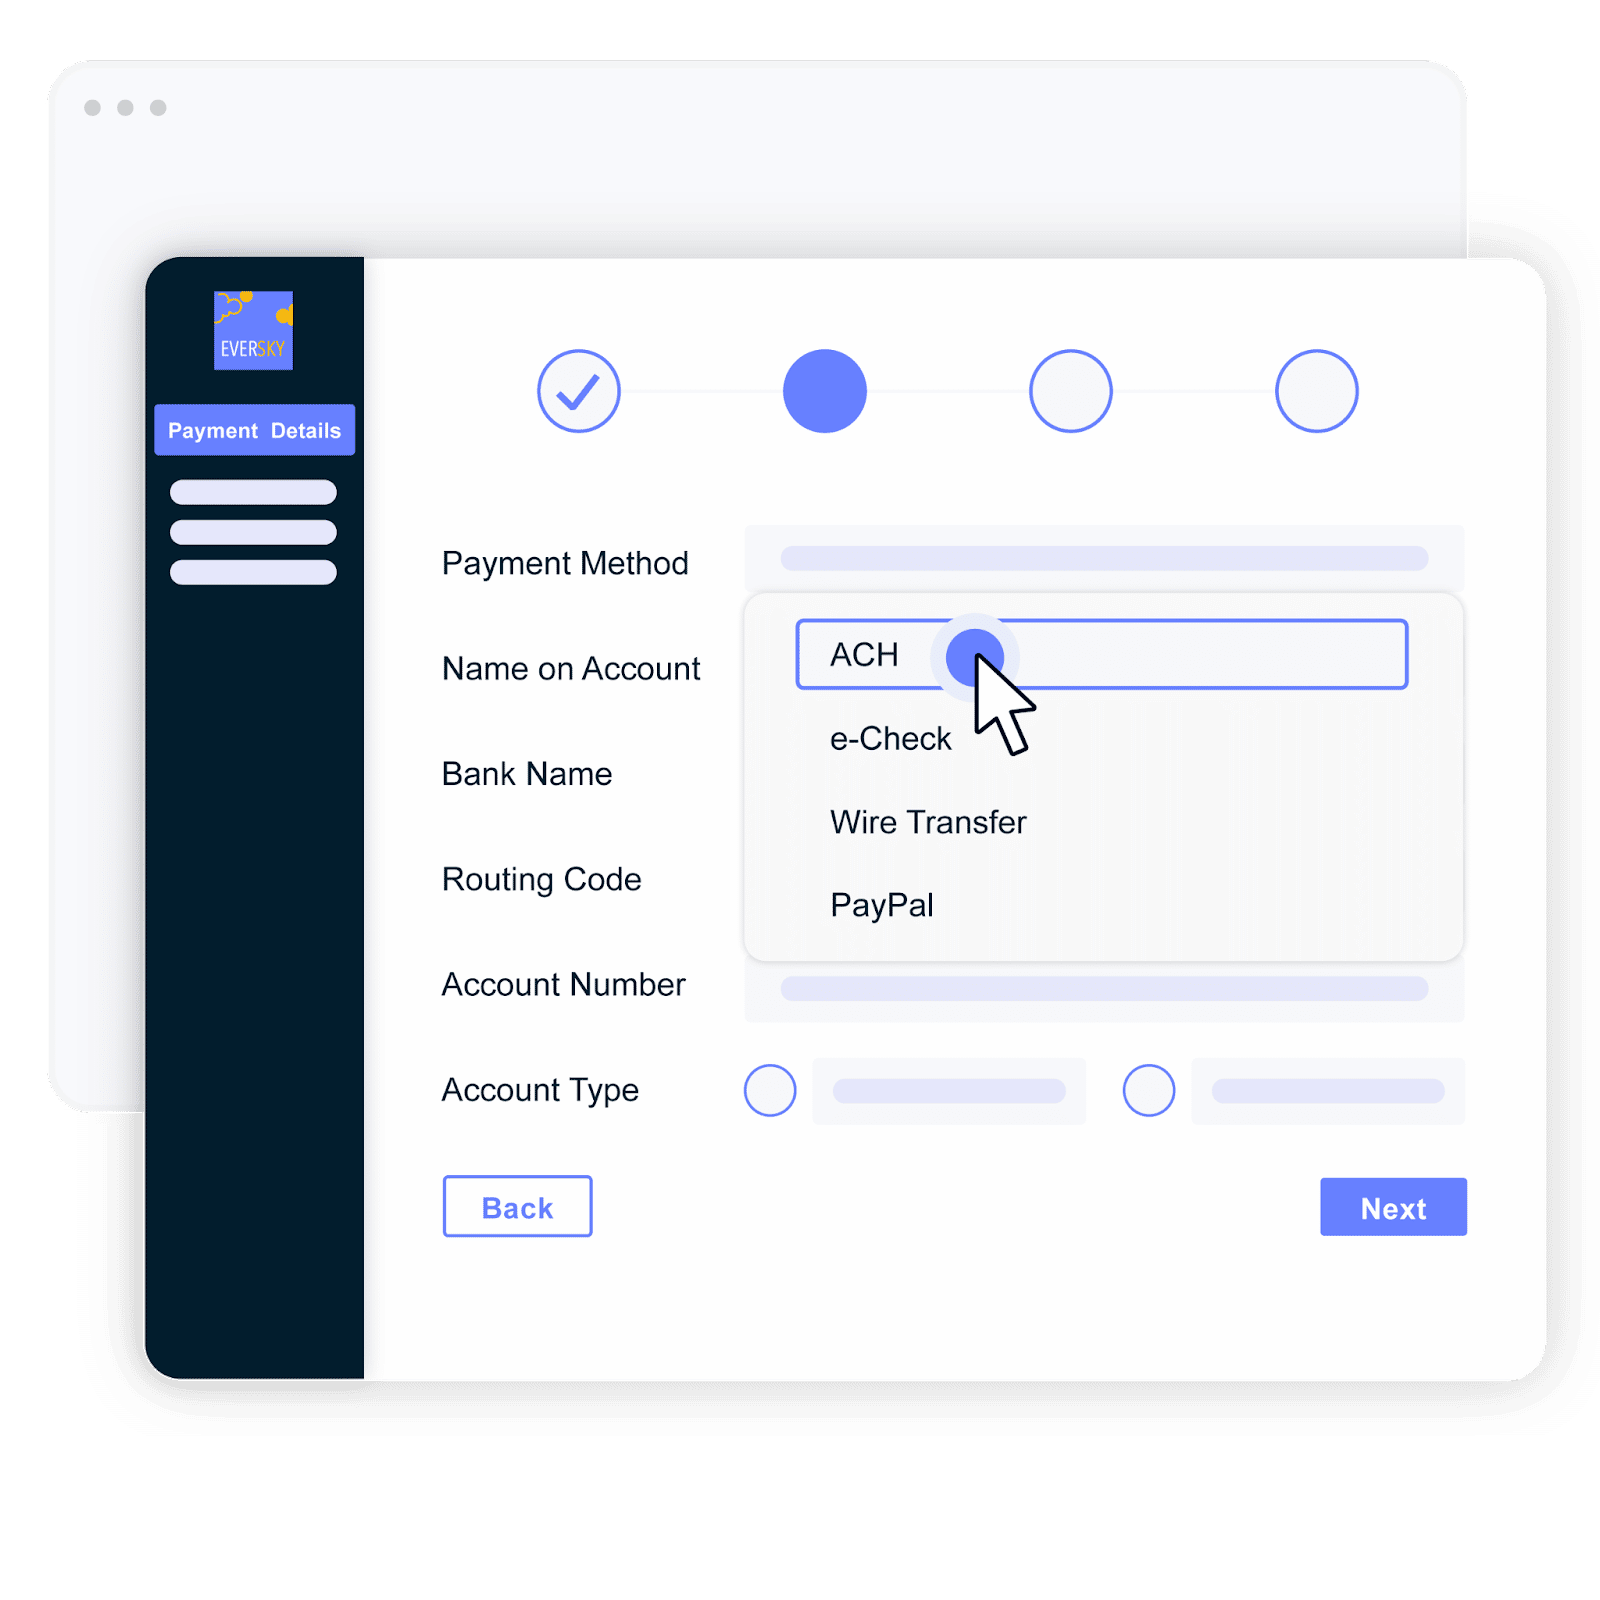 EVERSKY
Payment Details
Payment Method
ACH
Name on Account
e-Check
Bank Name
Wire Transfer
Routing Code
PayPal
Account Number
Account Type
Back
Next